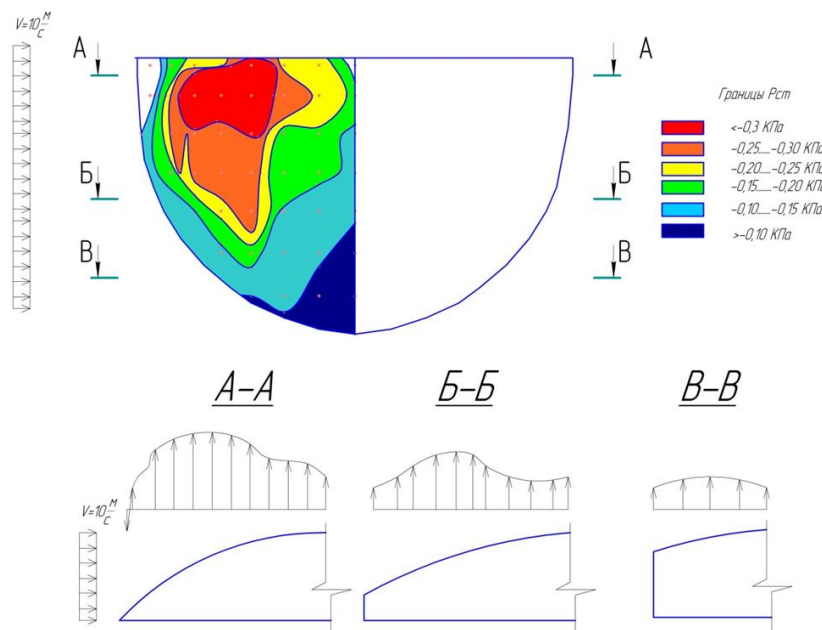 V=10 м/с
А А
Границы Рст
<-0,3 КПа
-0,25.....-0,30 КПа
-0,20.....-0,25 КПа
-0,15.....-0,20 КПа
-0,10.....-0,15 КПа
>-0,10 КПа
Б Б
В В
А-А Б-Б В-В
V=10 м/с